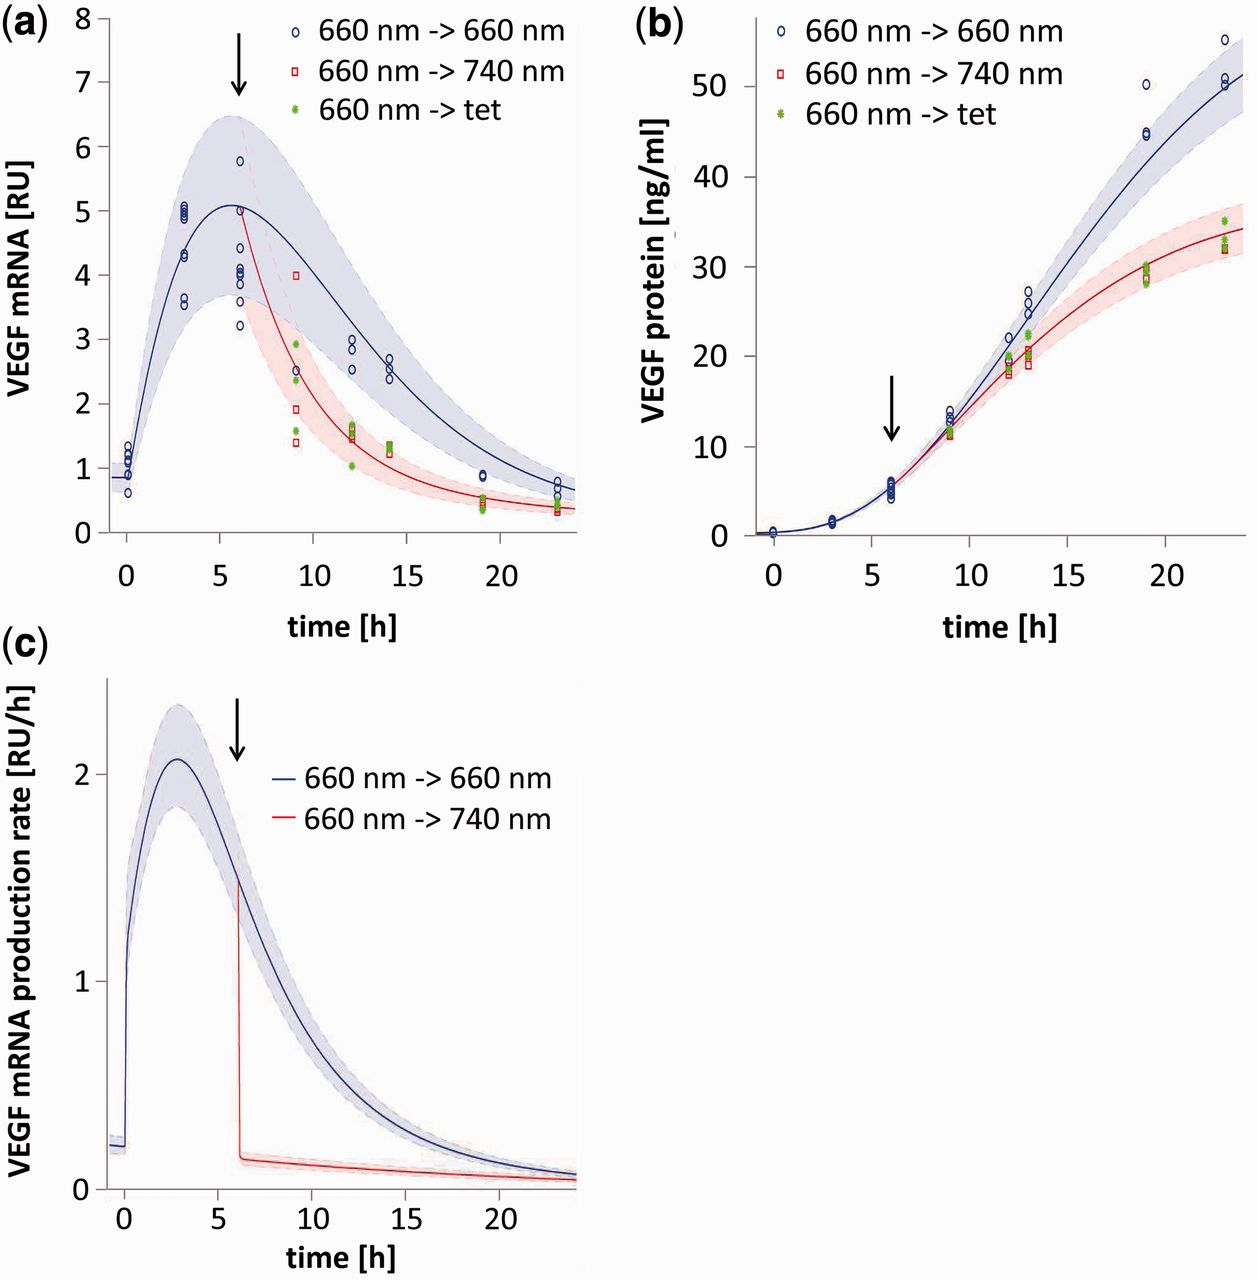 (a)
8
7
6
5
4
3
2
1
0
VEGF mRNA [RU]
660 nm -> 660 nm
660 nm -> 740 nm
660 nm -> tet
0 5 10 15 20
time [h]
(b)
50
40
30
20
10
0
VEGF protein [ng/ml]
660 nm -> 660 nm
660 nm -> 740 nm
660 nm -> tet
0 5 10 15 20
time [h]
(c)
2
1
0
VEGF mRNA production rate [RU/h]
660 nm -> 660 nm
660 nm -> 740 nm
0 5 10 15 20
time [h]